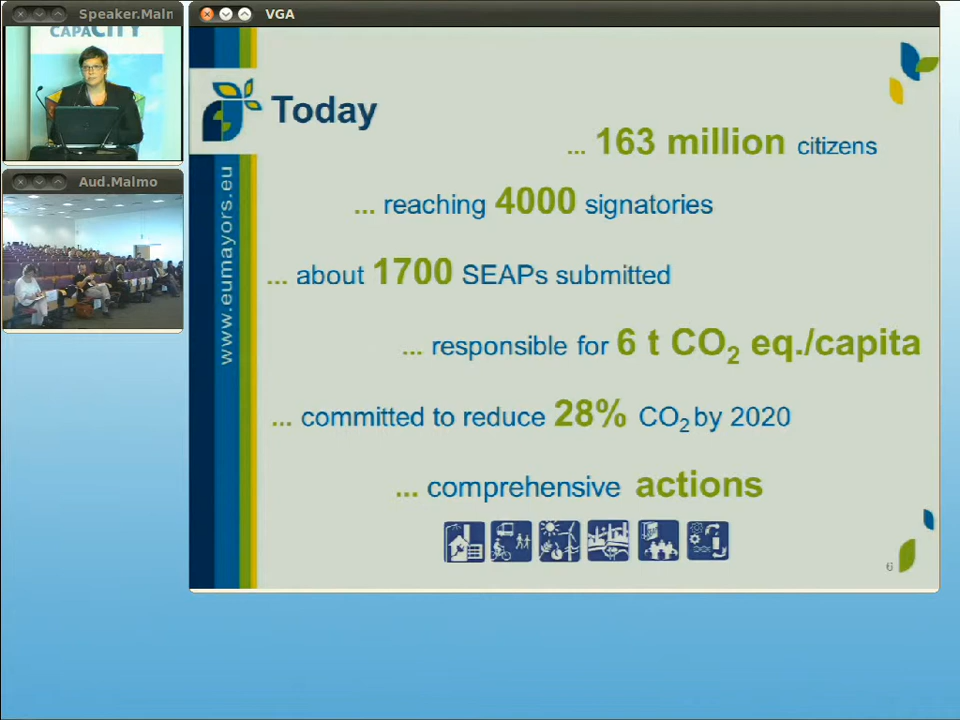 Speaker.Malm
CAPACITY
Aud.Malmo
VGA
www.eumayors.eu
Today
... 163 million citizens
... reaching 4000 signatories
... about 1700 SEAPs submitted
... responsible for 6 t CO₂ eq./capita
... committed to reduce 28% CO₂ by 2020
... comprehensive actions
6